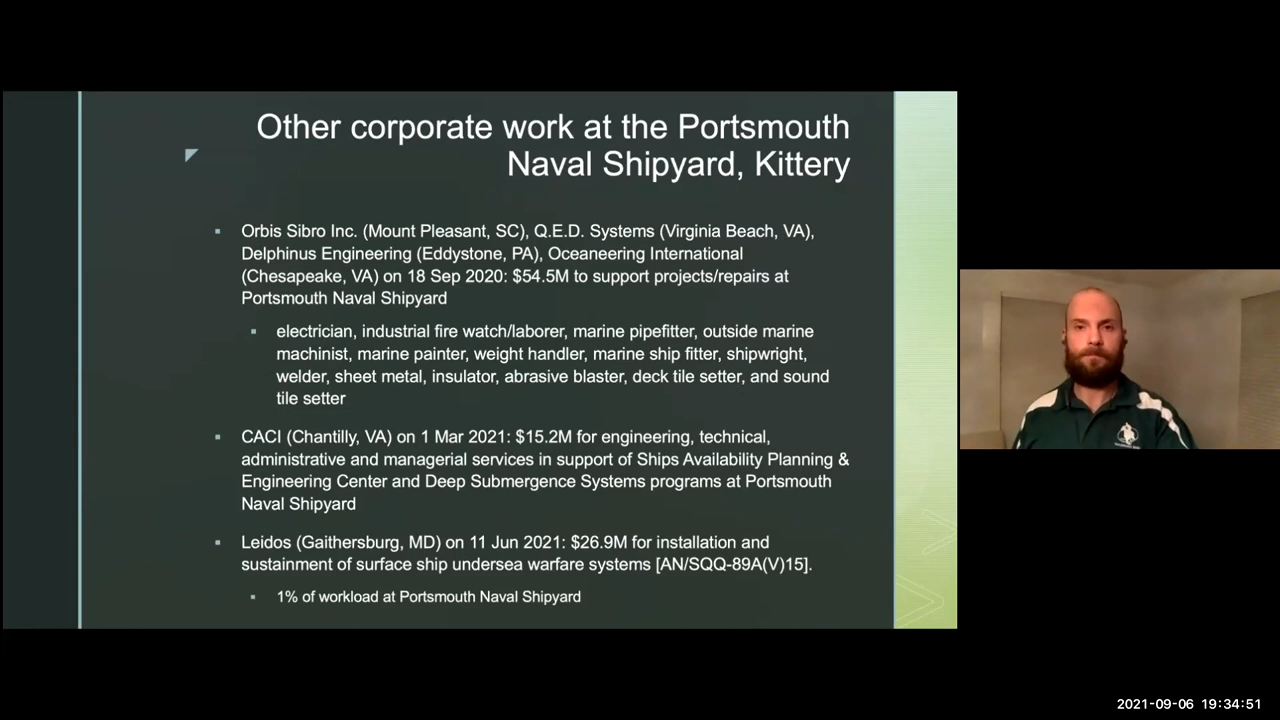 Other corporate work at the Portsmouth
Naval Shipyard, Kittery
Orbis Sibro Inc. (Mount Pleasant, SC), Q.E.D. Systems (Virginia Beach, VA),
Delphinus Engineering (Eddystone, PA), Oceaneering International
(Chesapeake, VA) on 18 Sep 2020: $54.5M to support projects/repairs at
Portsmouth Naval Shipyard
electrician, industrial fire watch/laborer, marine pipefitter, outside marine
machinist, marine painter, weight handler, marine ship fitter, shipwright,
welder, sheet metal, insulator, abrasive blaster, deck tile setter, and sound
tile setter
CACI (Chantilly, VA) on 1 Mar 2021: $15.2M for engineering, technical,
administrative and managerial services in support of Ships Availability Planning &
Engineering Center and Deep Submergence Systems programs at Portsmouth
Naval Shipyard
Leidos (Gaithersburg, MD) on 11 Jun 2021: $26.9M for installation and
sustainment of surface ship undersea warfare systems [AN/SQQ-89A(V)15].
1% of workload at Portsmouth Naval Shipyard
2021-09-06 19:34:51